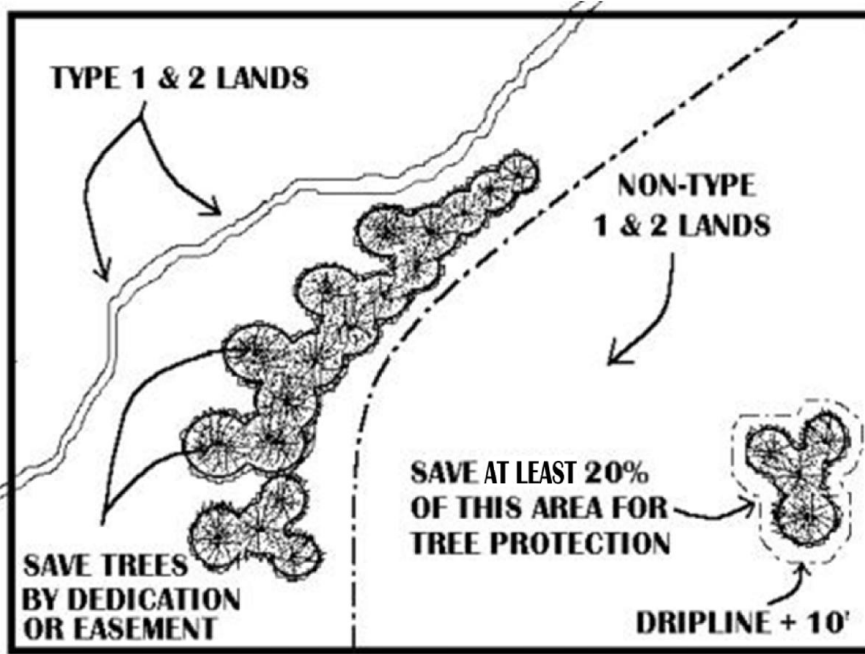 TYPE 1 & 2 LANDS
NON-TYPE
1 & 2 LANDS
SAVE AT LEAST 20%
OF THIS AREA FOR
TREE PROTECTION
SAVE TREES
BY DEDICATION
OR EASEMENT
DRIPLINE + 10'